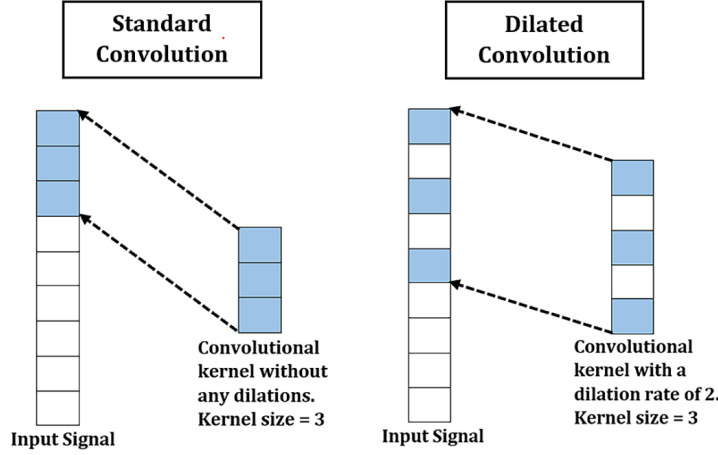 Standard
Convolution
Dilated
Convolution
Convolutional
kernel without
any dilations.
Kernel size = 3
Input Signal
Convolutional
kernel with a
dilation rate of 2.
Kernel size = 3
Input Signal